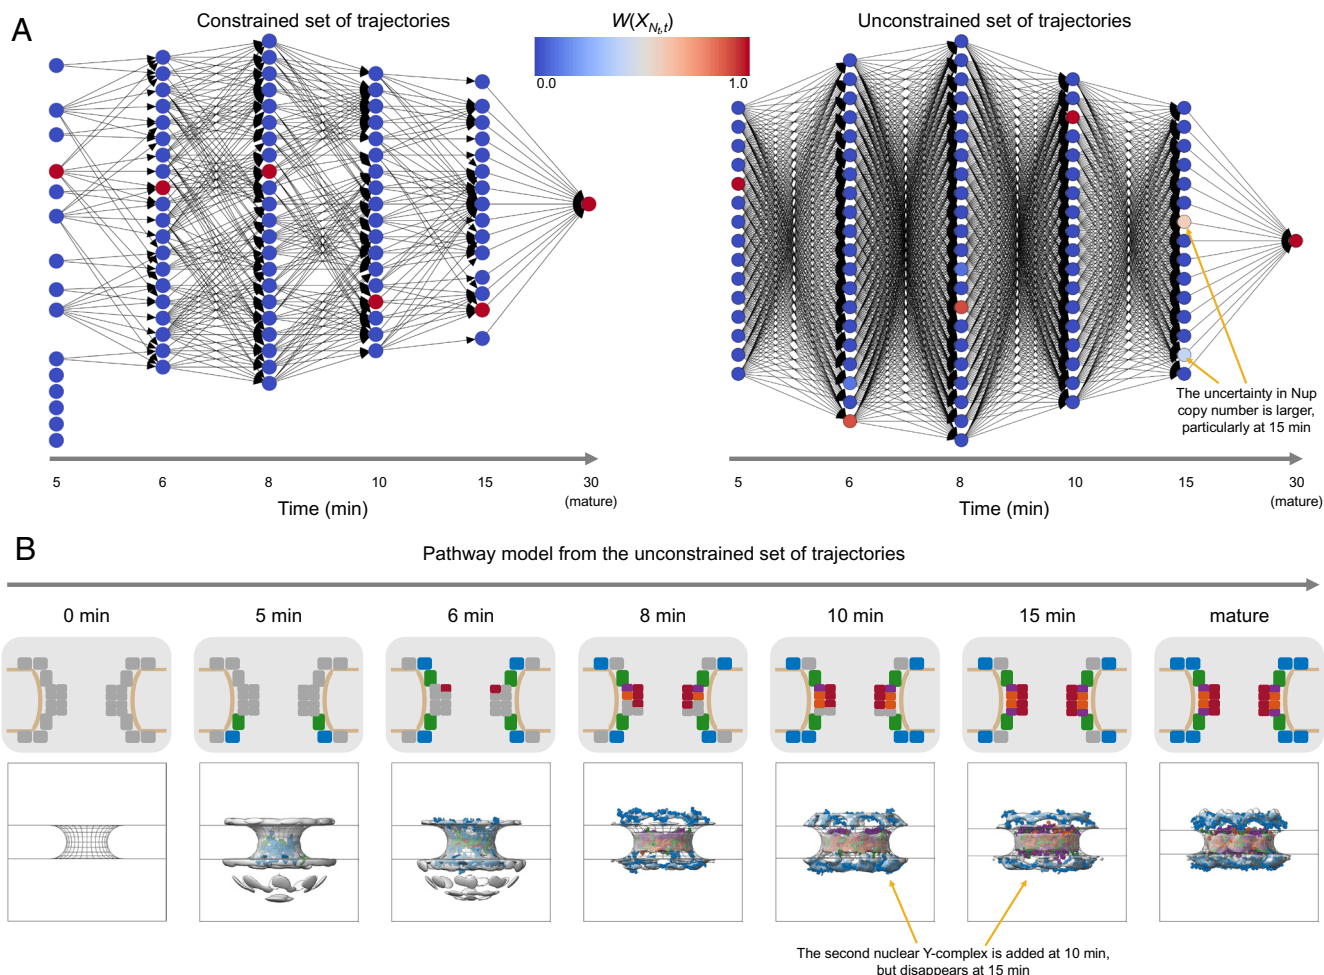 A
Constrained set of trajectories
W(X_{N_t,t})
0.0 1.0
Unconstrained set of trajectories
The uncertainty in Nup
copy number is larger,
particularly at 15 min
5 6 8 10 15 30
(mature)
Time (min)
5 6 8 10 15 30
(mature)
Time (min)
B
Pathway model from the unconstrained set of trajectories
0 min 5 min 6 min 8 min 10 min 15 min mature
The second nuclear Y-complex is added at 10 min,
but disappears at 15 min